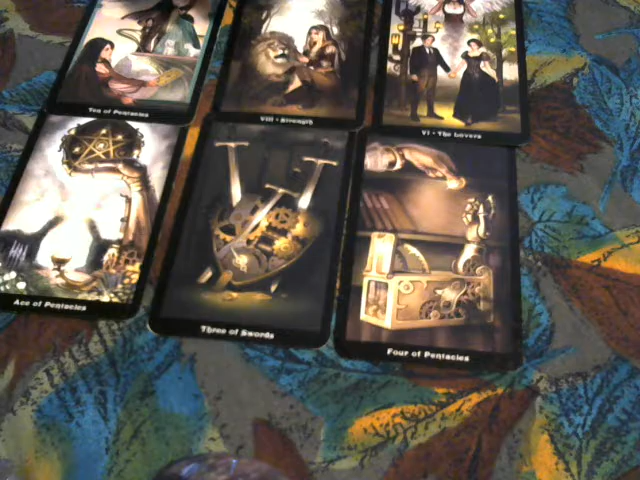 Ten of Pentacles
VIII • Strength
VI • The Lovers
Ace of Pentacles
Three of Swords
Four of Pentacles